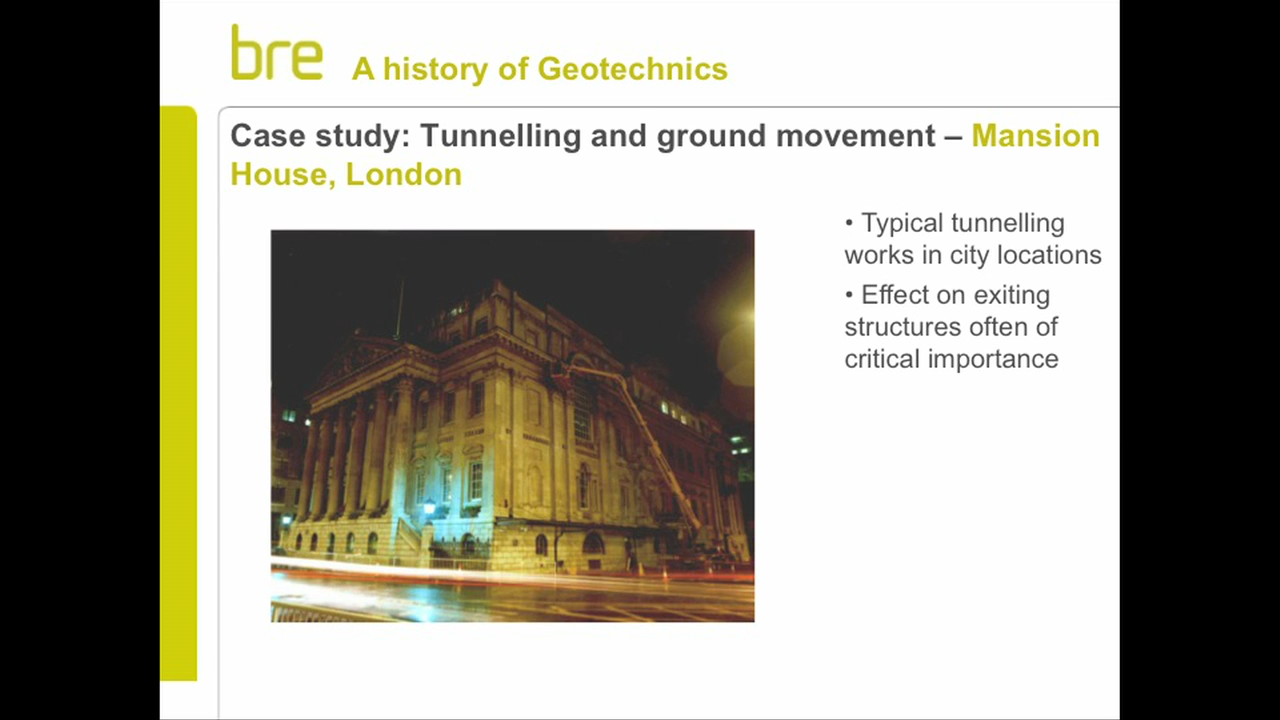 bre
A history of Geotechnics
Case study: Tunnelling and ground movement – Mansion
House, London
• Typical tunnelling
works in city locations
• Effect on exiting
structures often of
critical importance